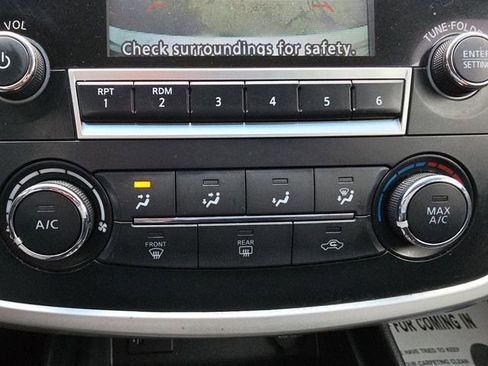 VOL
TUNE·FOLDER
Check surroundings for safety.
ENTER
SETTING
RPT
1
RDM
2
3
4
5
6
A/C
MAX
A/C
FRONT
REAR
FOR COMING IN